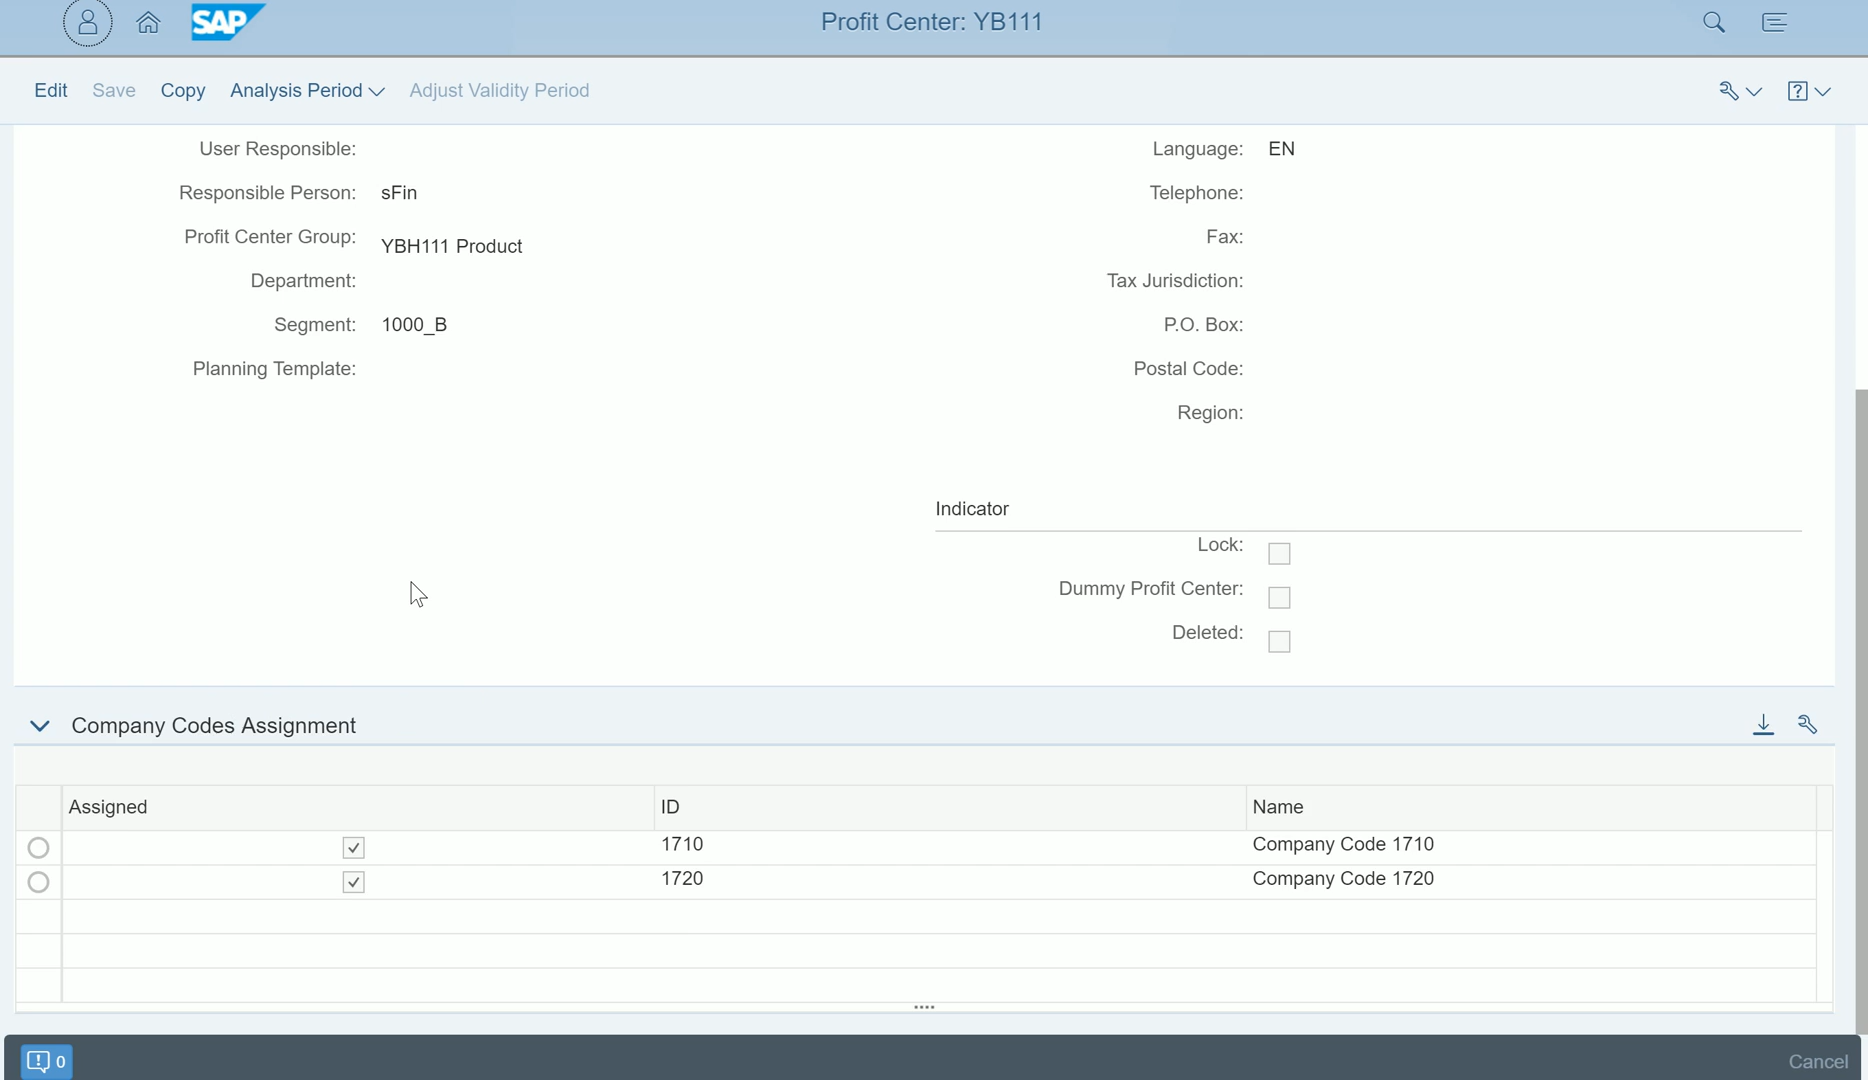 SAP
Profit Center: YB111
Edit Save Copy Analysis Period Adjust Validity Period
User Responsible:
Responsible Person: sFin
Profit Center Group: YBH111 Product
Department:
Segment: 1000_B
Planning Template:
Language: EN
Telephone:
Fax:
Tax Jurisdiction:
P.O. Box:
Postal Code:
Region:
Indicator
Lock:
Dummy Profit Center:
Deleted:
Company Codes Assignment
Assigned ID Name
1710 Company Code 1710
1720 Company Code 1720
0 Cancel